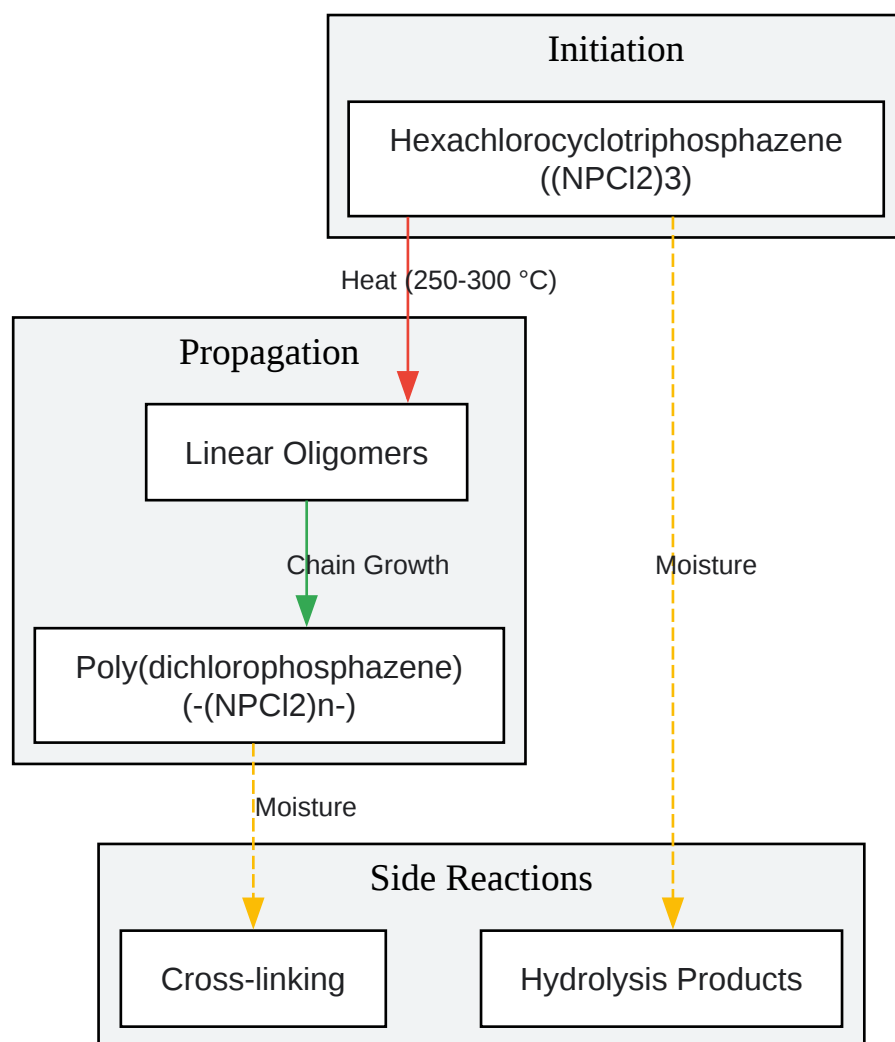 Initiation
Hexachlorocyclotriphosphazene
((NPCl2)3)
Heat (250-300 °C)
Propagation
Linear Oligomers
Chain Growth
Moisture
Poly(dichlorophosphazene)
(-(NPCl2)n-)
Moisture
Side Reactions
Cross-linking
Hydrolysis Products